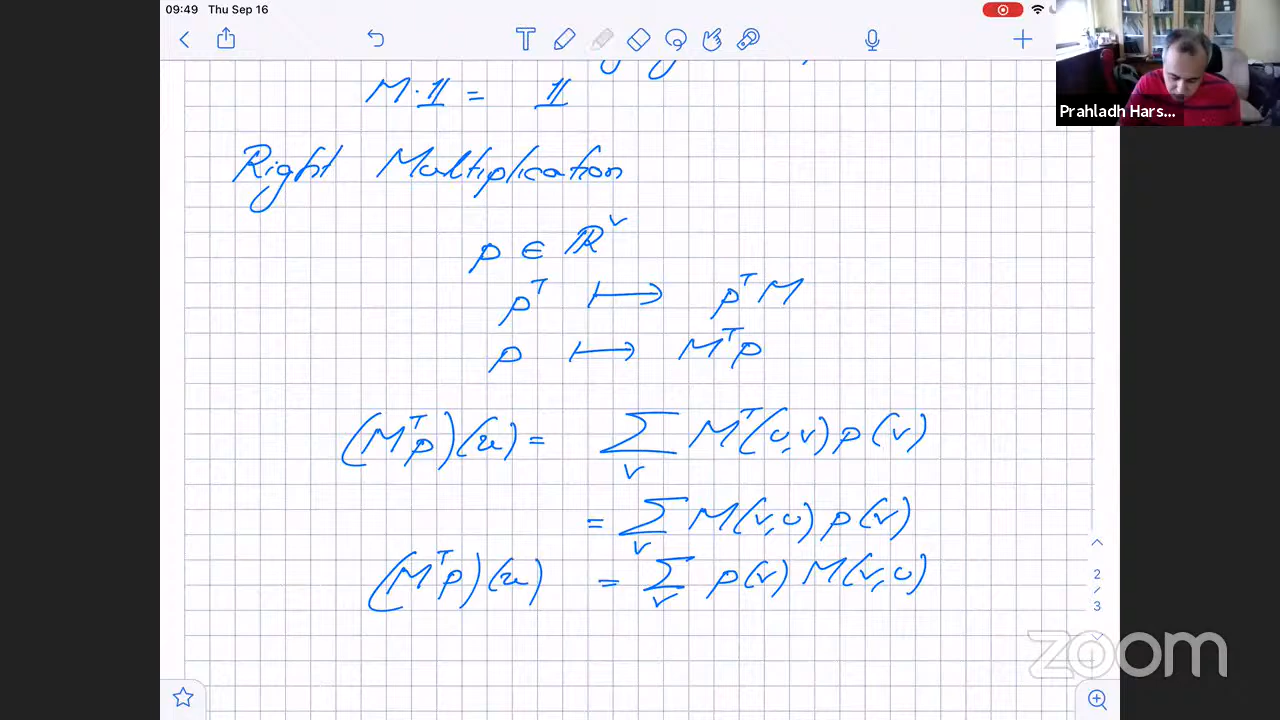 09:49 Thu Sep 16
Prahladh Hars...
M·𝟙 = 𝟙
Right Multiplication
p ∈ ℝ^V
p^T ⟼ p^T M
p ⟼ M^T p
(M^T p)(u) = ∑_v M^T(u,v) p(v)
= ∑_v M(v,u) p(v)
(M^T p)(u) = ∑_v p(v) M(v,u)
2
/
3
zoom